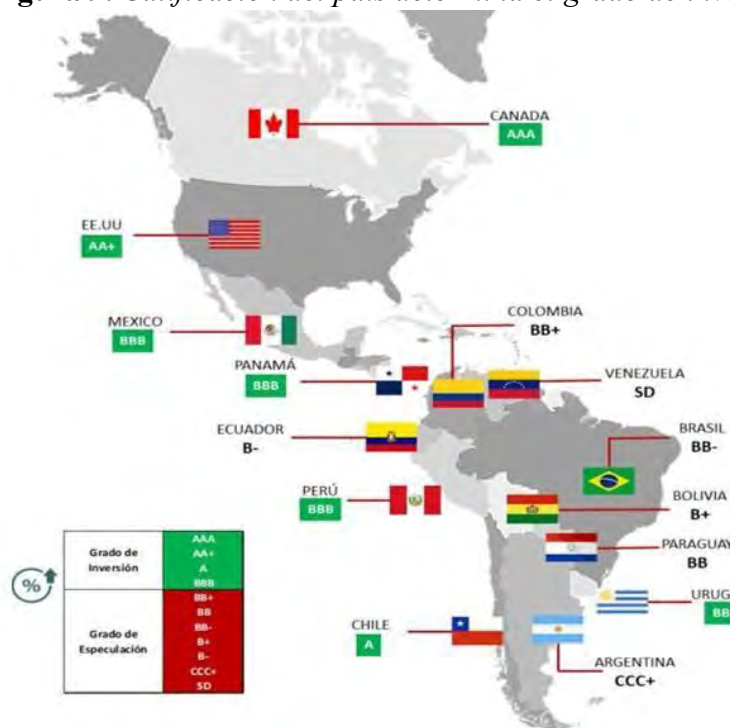 CANADA
AAA
EE.UU
AA+
MEXICO
BBB
COLOMBIA
BB+
PANAMÁ
BBB
VENEZUELA
SD
ECUADOR
B-
BRASIL
BB-
PERÚ
BBB
BOLIVIA
B+
PARAGUAY
BB
URUG
BB
CHILE
A
ARGENTINA
CCC+
%
Grado de
Inversión
AAA
AA+
A
BBB
Grado de
Especulación
BB+
BB
BB-
B+
B-
CCC+
SD